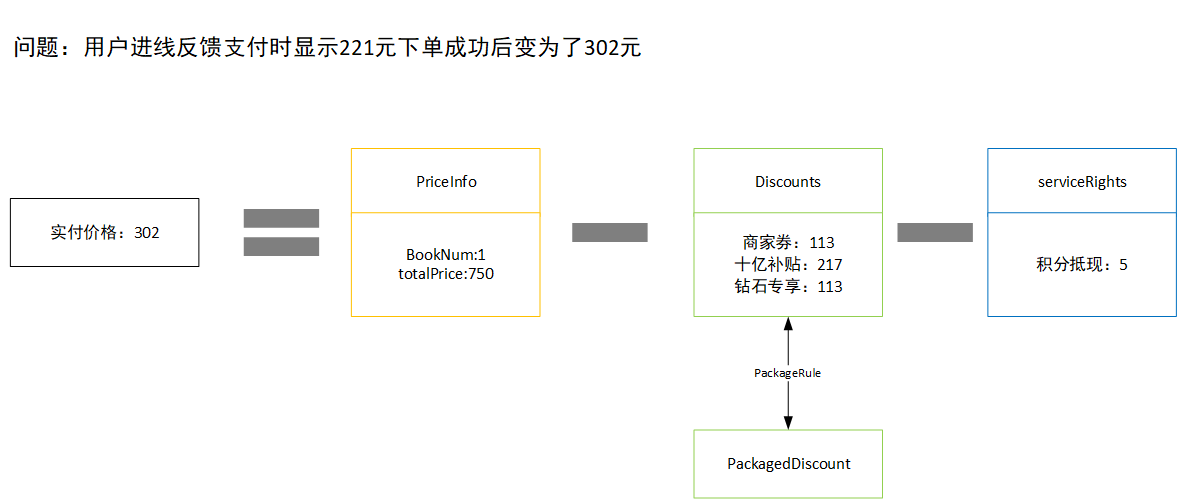 问题：用户进线反馈支付时显示221元下单成功后变为了302元
实付价格：302
PriceInfo
BookNum:1
totalPrice:750
Discounts
商家券：113
十亿补贴：217
钻石专享：113
serviceRights
积分抵现：5
PackageRule
PackagedDiscount